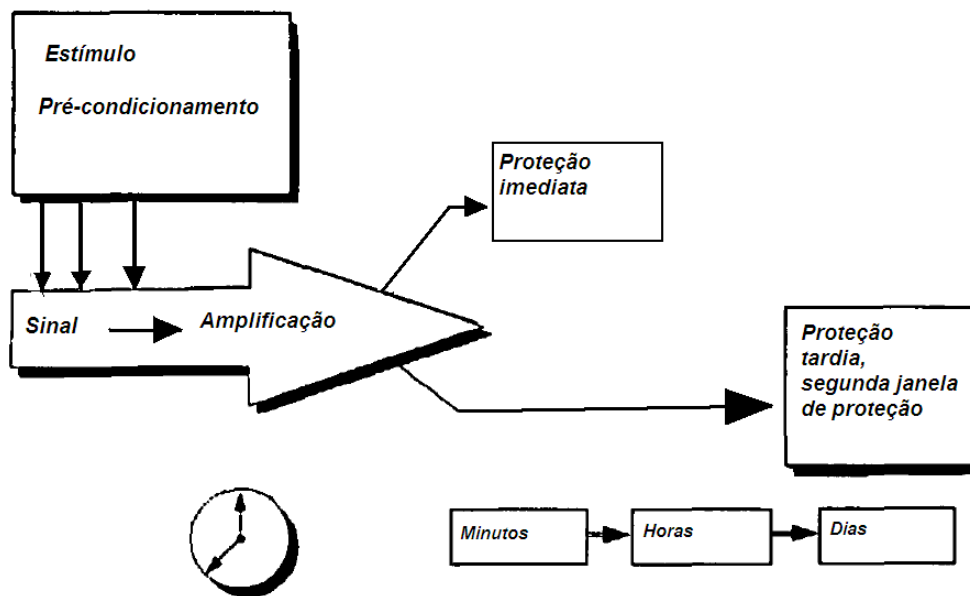 Estímulo
Pré-condicionamento
Proteção
imediata
Sinal
Amplificação
Proteção
tardia,
segunda janela
de proteção
Minutos
Horas
Dias